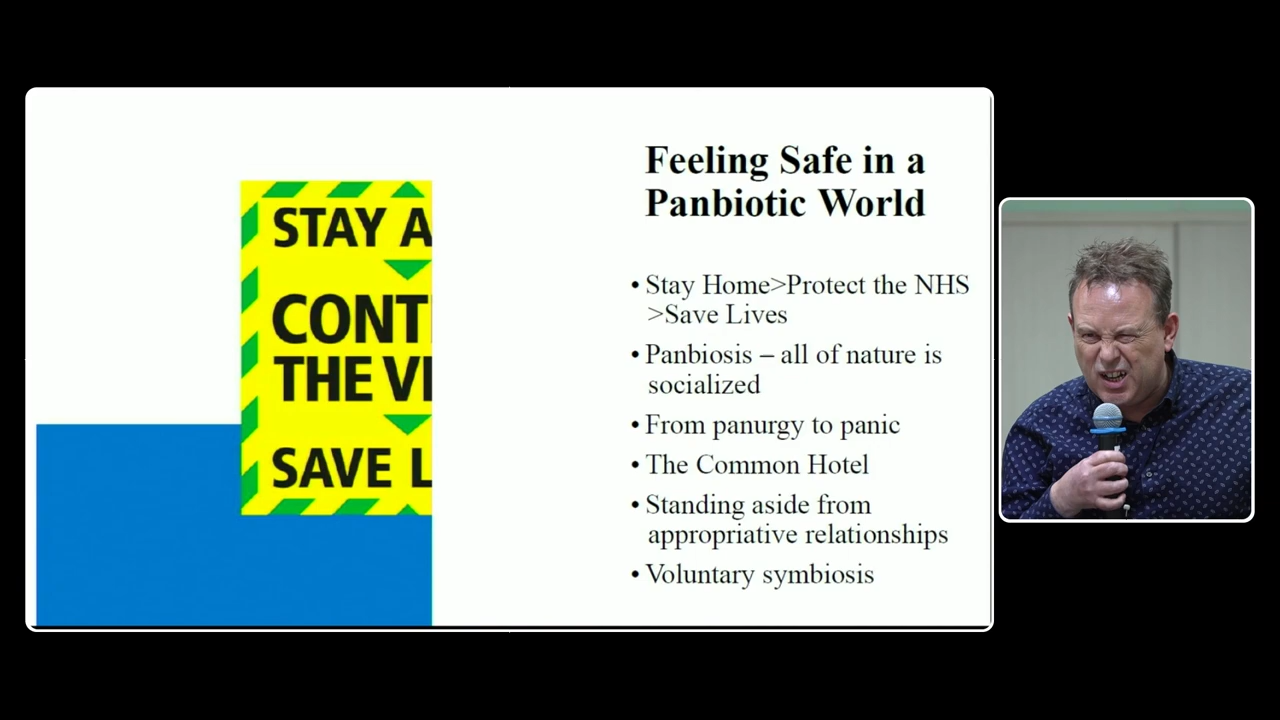 STAY A
CONT
THE VI
SAVE L
Feeling Safe in a
Panbiotic World
• Stay Home>Protect the NHS
>Save Lives
• Panbiosis – all of nature is
socialized
• From panurgy to panic
• The Common Hotel
• Standing aside from
appropriative relationships
• Voluntary symbiosis